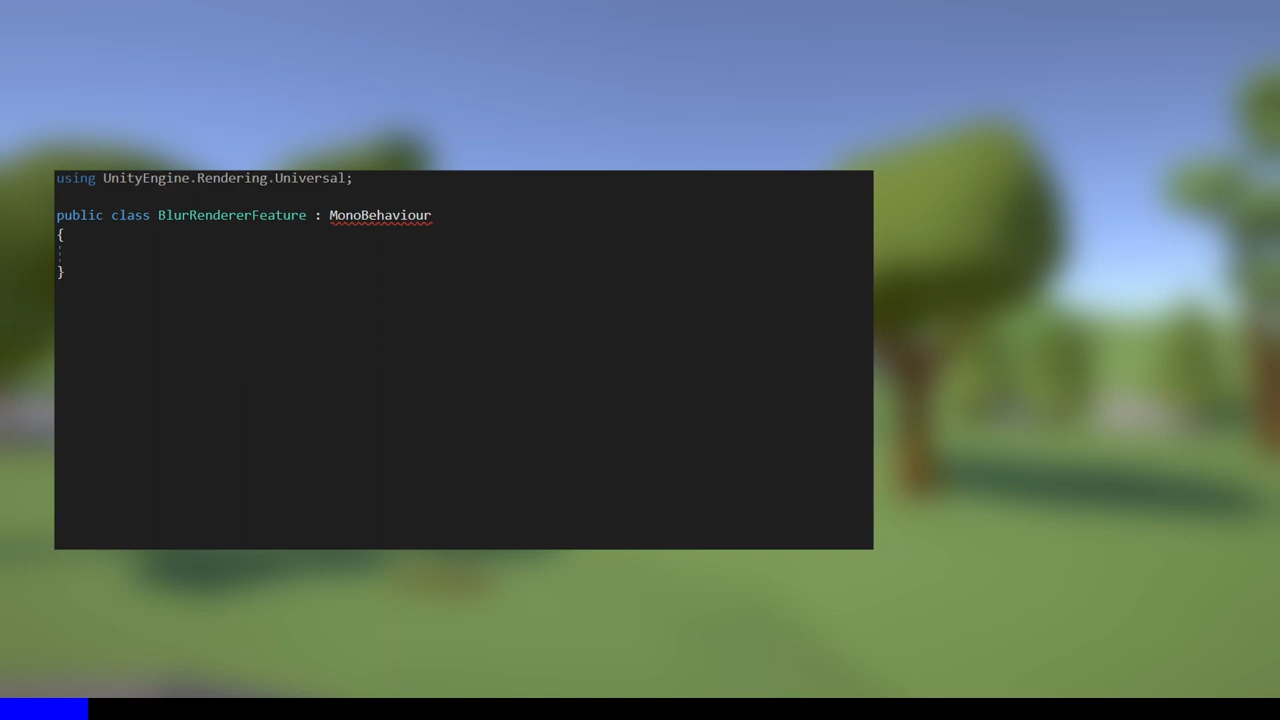 using UnityEngine.Rendering.Universal;
public class BlurRendererFeature : MonoBehaviour
{
}